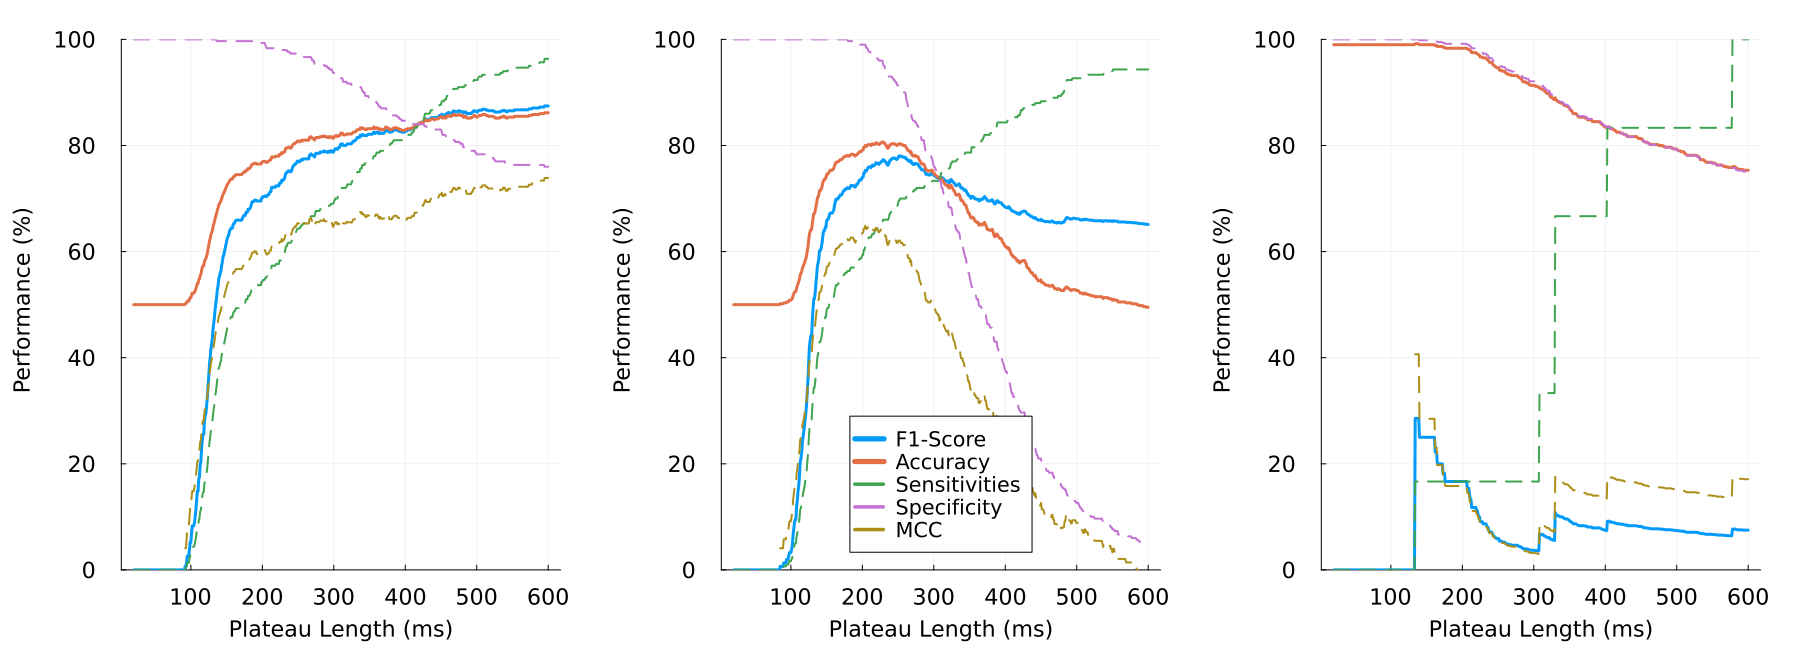 Performance (%)
100
80
60
40
20
0
100 200 300 400 500 600
Plateau Length (ms)
Performance (%)
100
80
60
40
20
0
F1-Score
Accuracy
Sensitivities
Specificity
MCC
100 200 300 400 500 600
Plateau Length (ms)
Performance (%)
100
80
60
40
20
0
100 200 300 400 500 600
Plateau Length (ms)